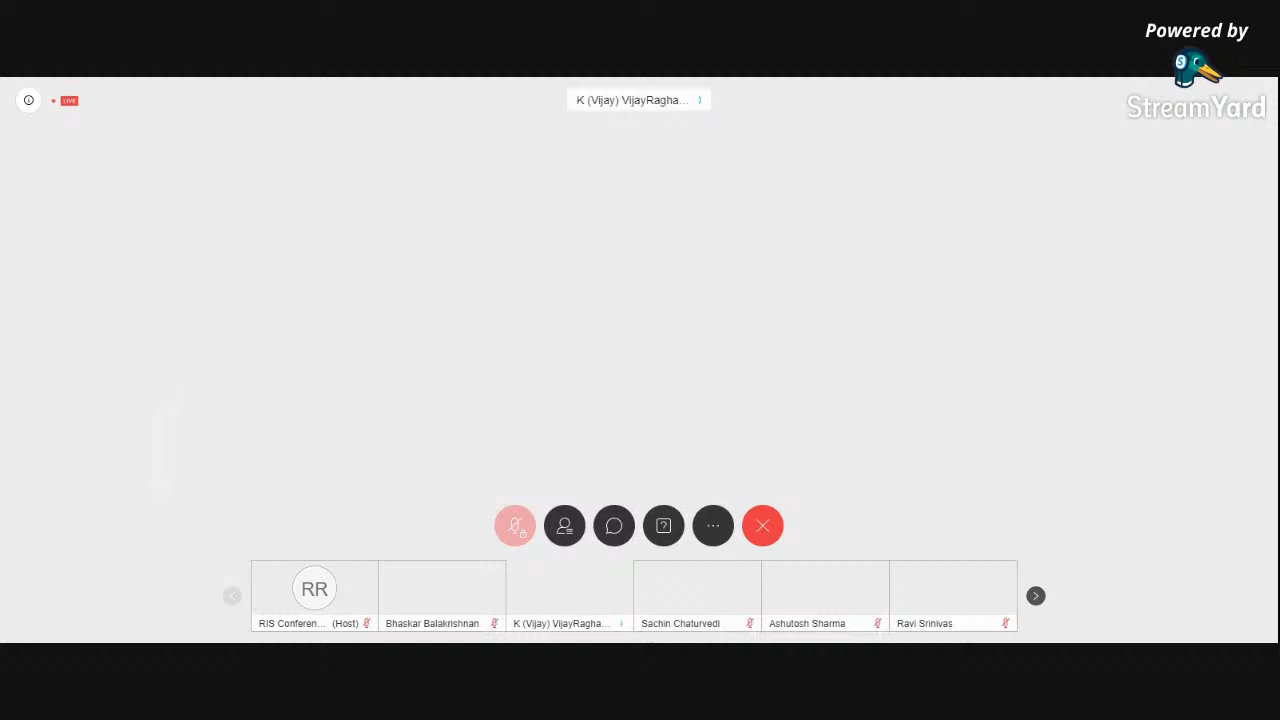 Powered by
S
StreamYard
LIVE
K (Vijay) VijayRagha...
?
RR
RIS Conferen... (Host)
Bhaskar Balakrishnan
K (Vijay) VijayRagha...
Sachin Chaturvedi
Ashutosh Sharma
Ravi Srinivas